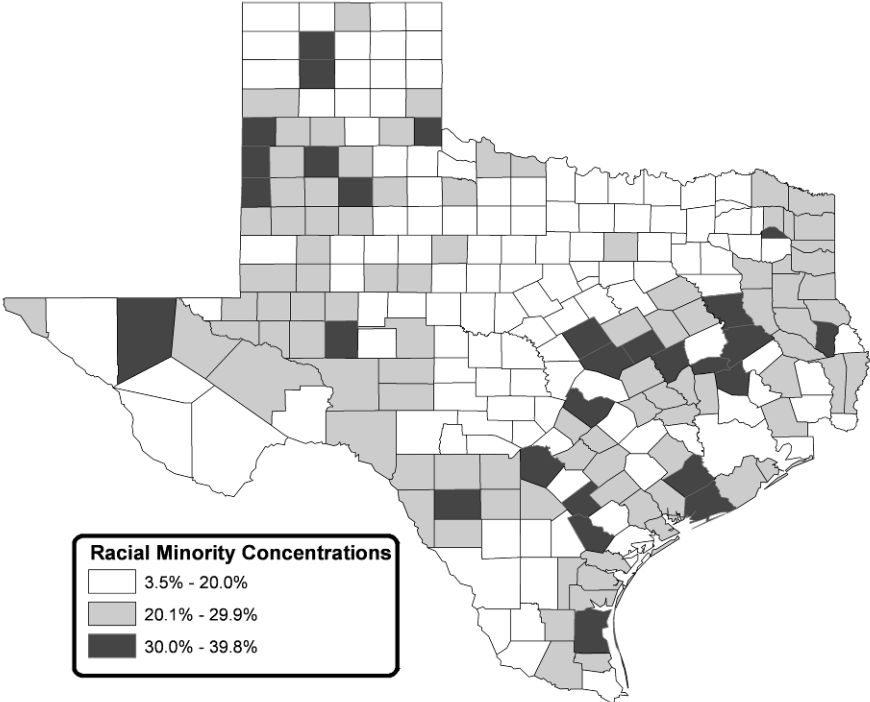 Racial Minority Concentrations
3.5% - 20.0%
20.1% - 29.9%
30.0% - 39.8%